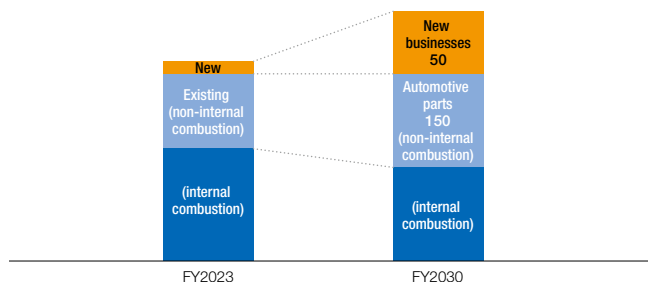 New
businesses
50
New
Existing
(non-internal
combustion)
Automotive
parts
150
(non-internal
combustion)
(internal
combustion)
(internal
combustion)
FY2023
FY2030